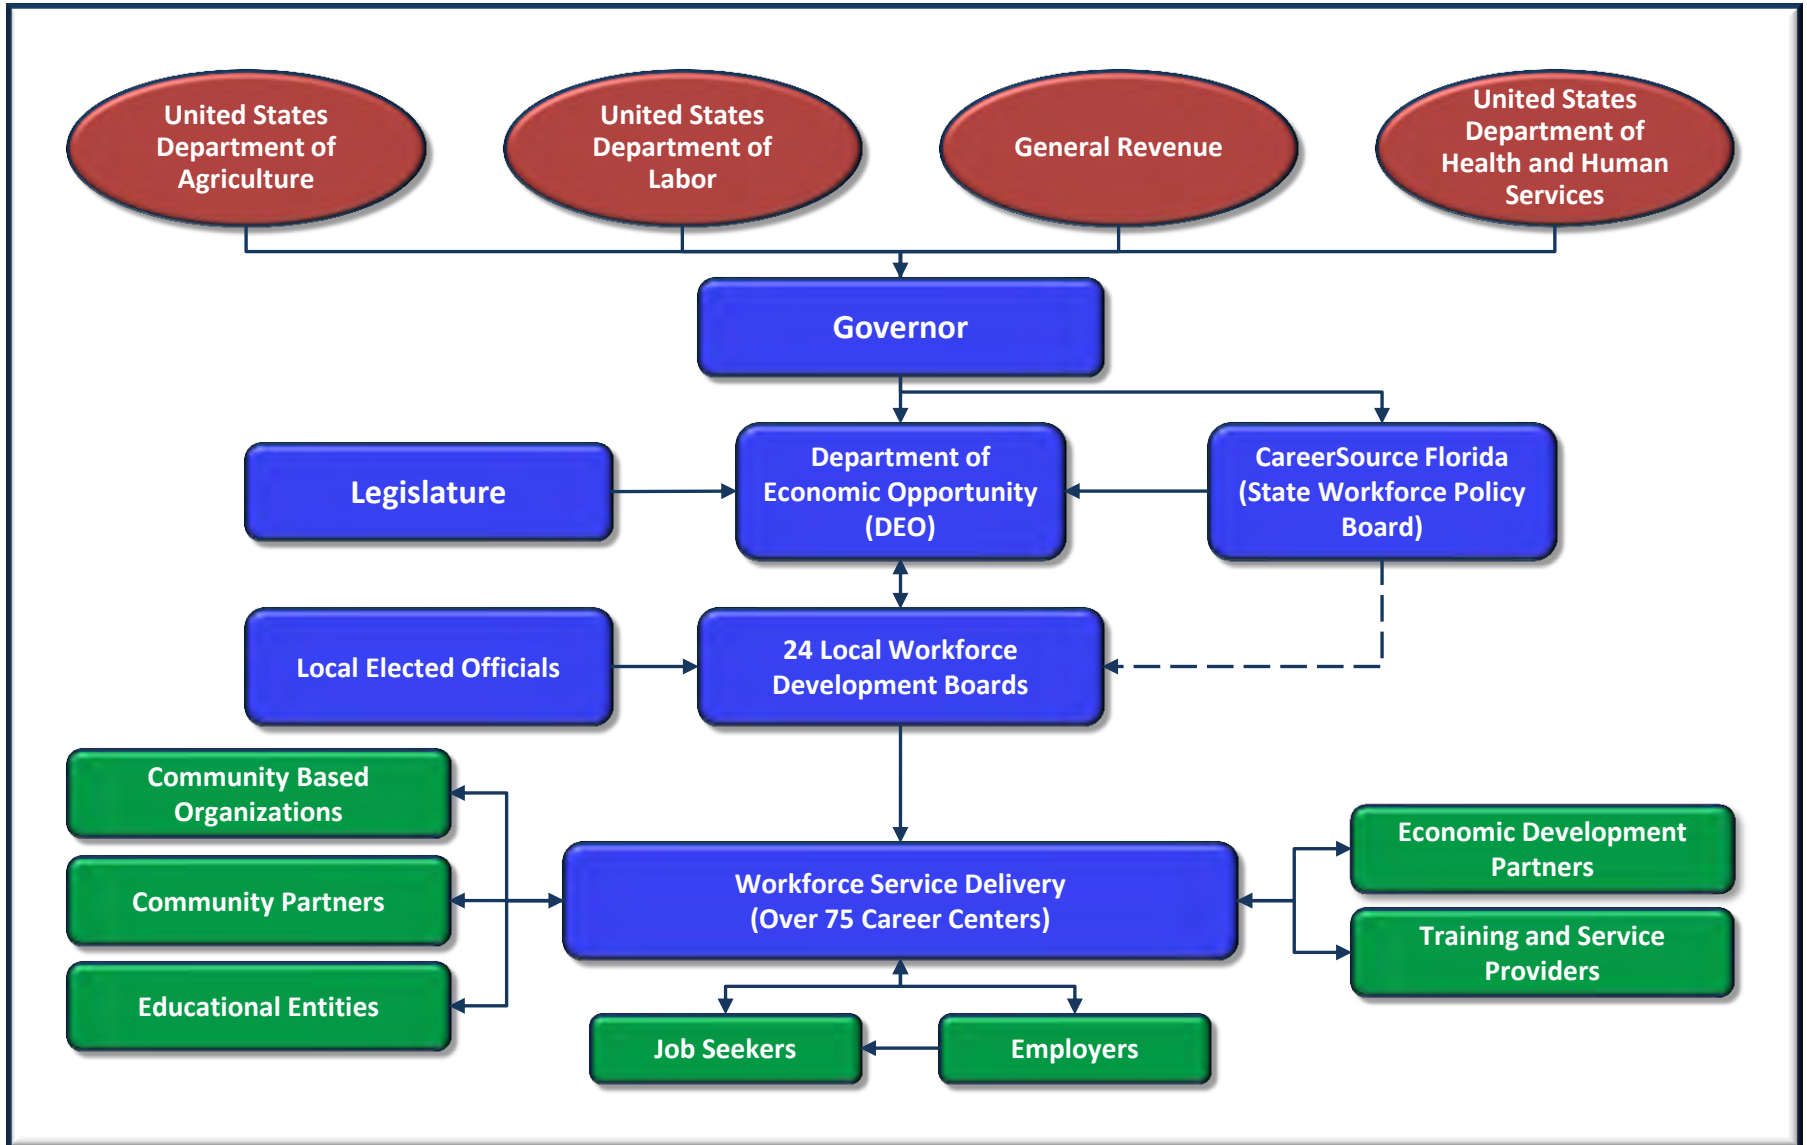 United States
Department of
Agriculture
United States
Department of
Labor
General Revenue
United States
Department of
Health and Human
Services
Governor
Legislature
Department of
Economic Opportunity
(DEO)
CareerSource Florida
(State Workforce Policy
Board)
Local Elected Officials
24 Local Workforce
Development Boards
Community Based
Organizations
Community Partners
Educational Entities
Workforce Service Delivery
(Over 75 Career Centers)
Economic Development
Partners
Training and Service
Providers
Job Seekers
Employers